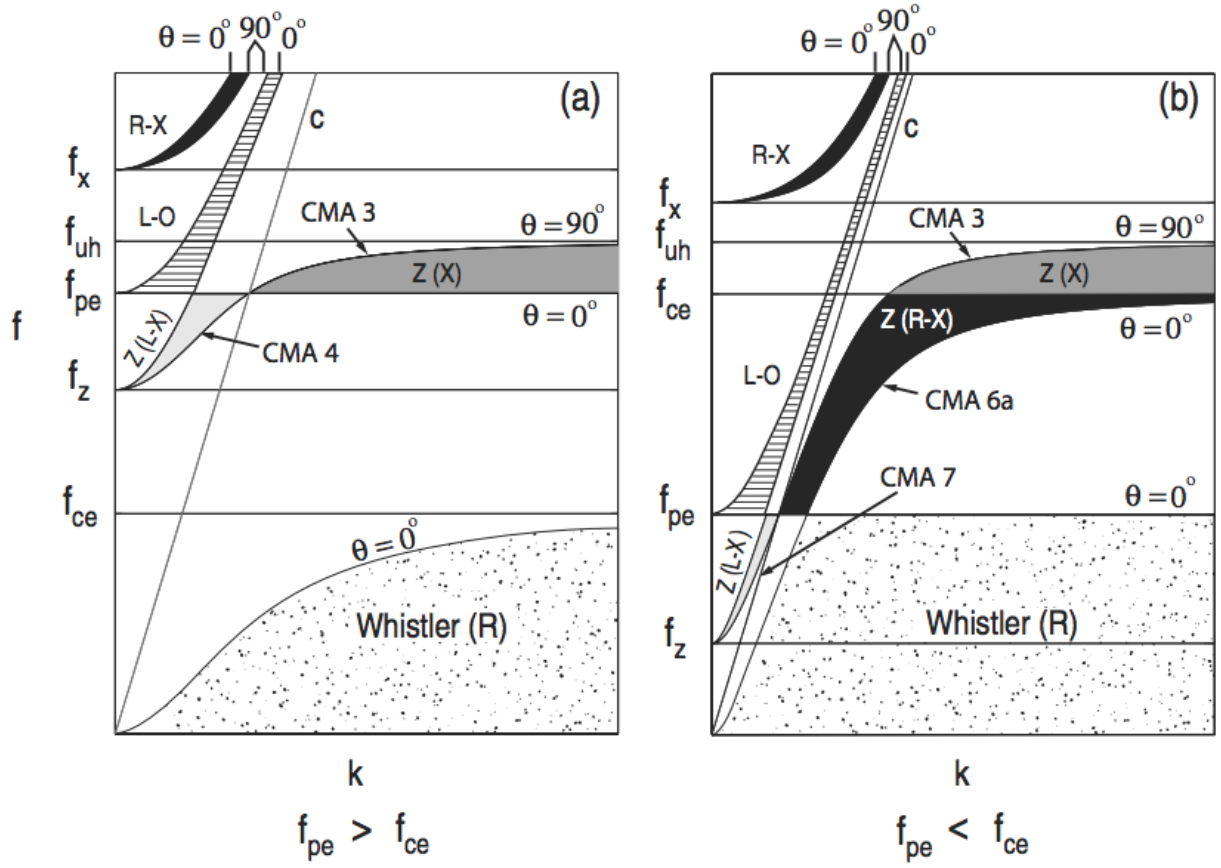 θ = 0° 90° 0°
(a)
R-X
c
f_x
L-O
CMA 3
θ = 90°
f_uh
Z (X)
f_pe
θ = 0°
f
Z (L-X)
CMA 4
f_z
f_ce
θ = 0°
Whistler (R)
k
f_pe > f_ce
θ = 0° 90° 0°
(b)
c
R-X
f_x
CMA 3
θ = 90°
f_uh
Z (X)
f_ce
Z (R-X)
θ = 0°
L-O
CMA 6a
CMA 7
θ = 0°
f_pe
Z (L-X)
Whistler (R)
f_z
k
f_pe < f_ce